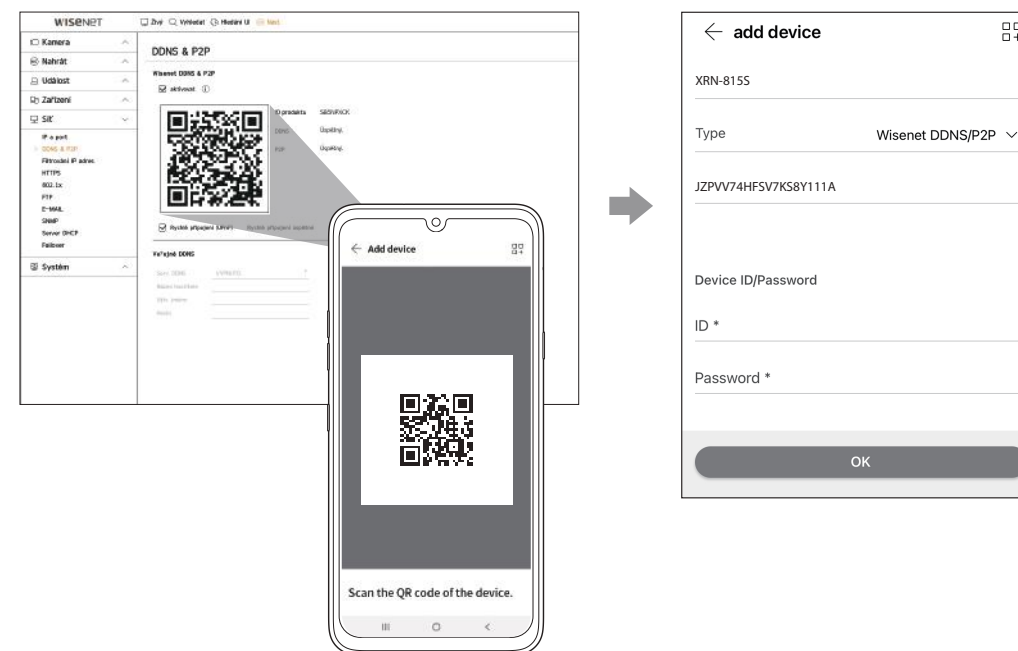 WISENET
Živě Vyhledat Hledání UI Nast.
Kamera
Nahrát
Událost
Zařízení
Síť
IP a port
DDNS & P2P
Filtrování IP adres
HTTPS
802.1x
FTP
E-MAIL
SNMP
Server DHCP
Failover
Systém
DDNS & P2P
Wisenet DDNS & P2P
aktivovat
ID produktu
DDNS Úspěšný.
P2P Úspěšný.
Rychlé připojení (UPnP)
Veřejné DDNS
Add device
Scan the QR code of the device.
add device
XRN-815S
Type Wisenet DDNS/P2P
JZPVV74HFSV7KS8Y111A
Device ID/Password
ID *
Password *
OK